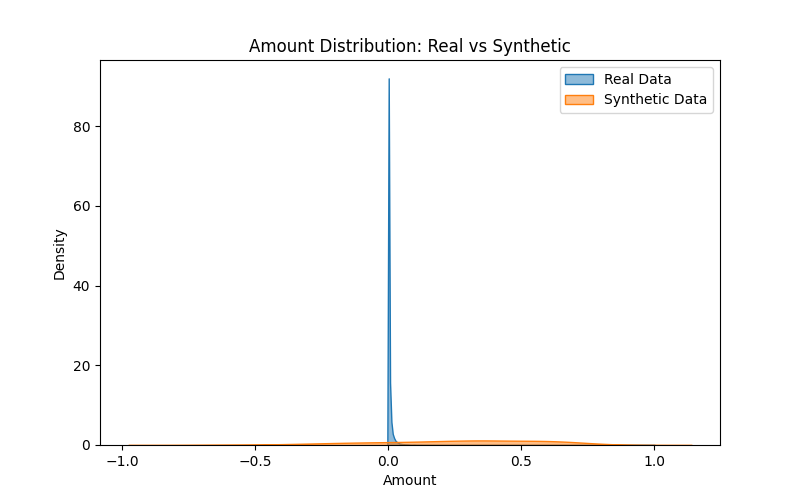 Amount Distribution: Real vs Synthetic
Real Data
Synthetic Data
80
60
40
20
0
Density
−1.0 −0.5 0.0 0.5 1.0
Amount